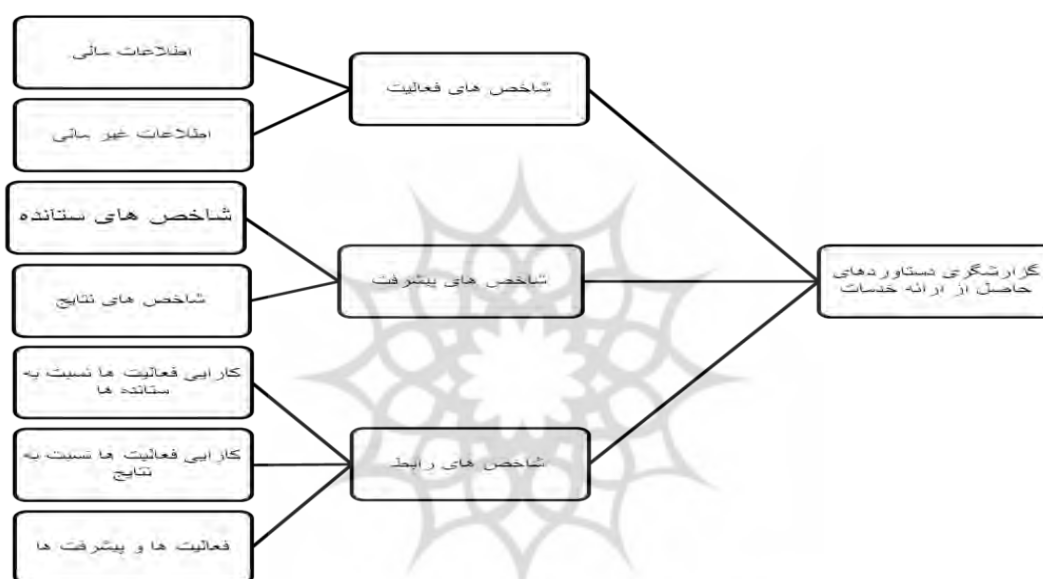 گزارشگری دستاوردهای
حاصل از ارائه خدمات
شاخص های فعالیت
اطلاعات مالی
اطلاعات غیر مالی
شاخص های پیشرفت
شاخص های ستانده
شاخص های نتایج
شاخص های رابط
کارایی فعالیت ها نسبت به
ستانده ها
کارایی فعالیت ها نسبت به
نتایج
فعالیت ها و پیشرفت ها